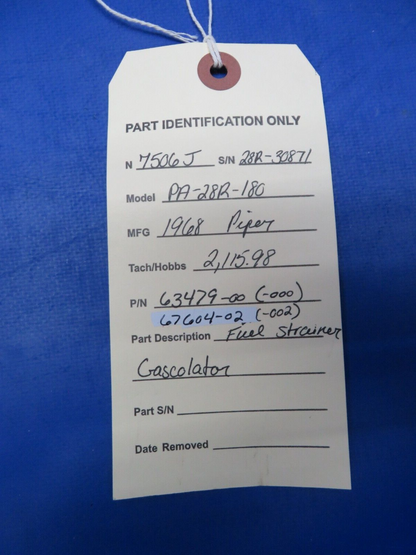 PART IDENTIFICATION ONLY
N 7506J S/N 28R-30871
Model PA-28R-180
MFG 1968 Piper
Tach/Hobbs 2,115.98
P/N 63479-00 (-000)
67604-02 (-002)
Part Description Fuel Strainer
Gascolator
Part S/N
Date Removed